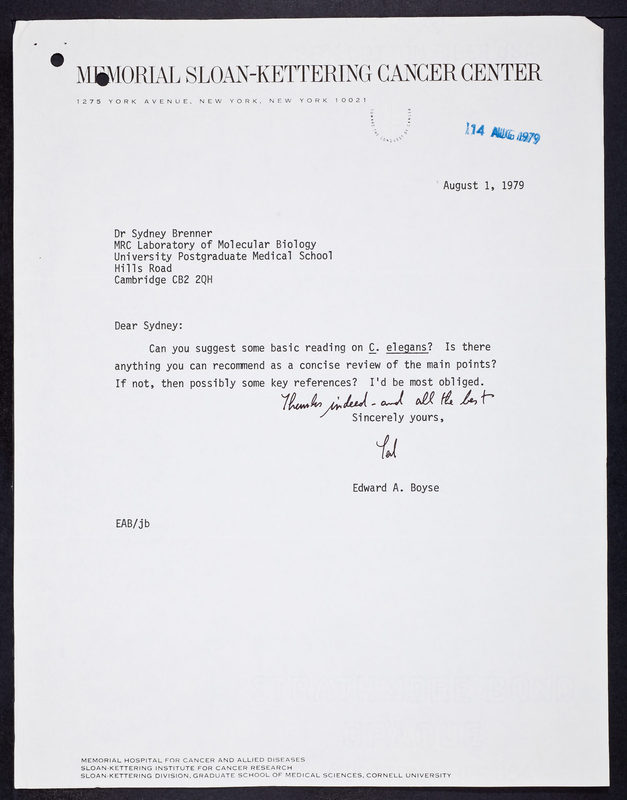 MEMORIAL SLOAN-KETTERING CANCER CENTER
1275 YORK AVENUE, NEW YORK, NEW YORK 10021
14 AUG 1979
August 1, 1979
Dr Sydney Brenner
MRC Laboratory of Molecular Biology
University Postgraduate Medical School
Hills Road
Cambridge CB2 2QH
Dear Sydney:
Can you suggest some basic reading on C. elegans? Is there
anything you can recommend as a concise review of the main points?
If not, then possibly some key references? I'd be most obliged.
Thanks indeed - and all the best
Sincerely yours,
Edward A. Boyse
EAB/jb
STRATHMORE BOND
MEMORIAL HOSPITAL FOR CANCER AND ALLIED DISEASES
SLOAN-KETTERING INSTITUTE FOR CANCER RESEARCH
SLOAN-KETTERING DIVISION, GRADUATE SCHOOL OF MEDICAL SCIENCES, CORNELL UNIVERSITY